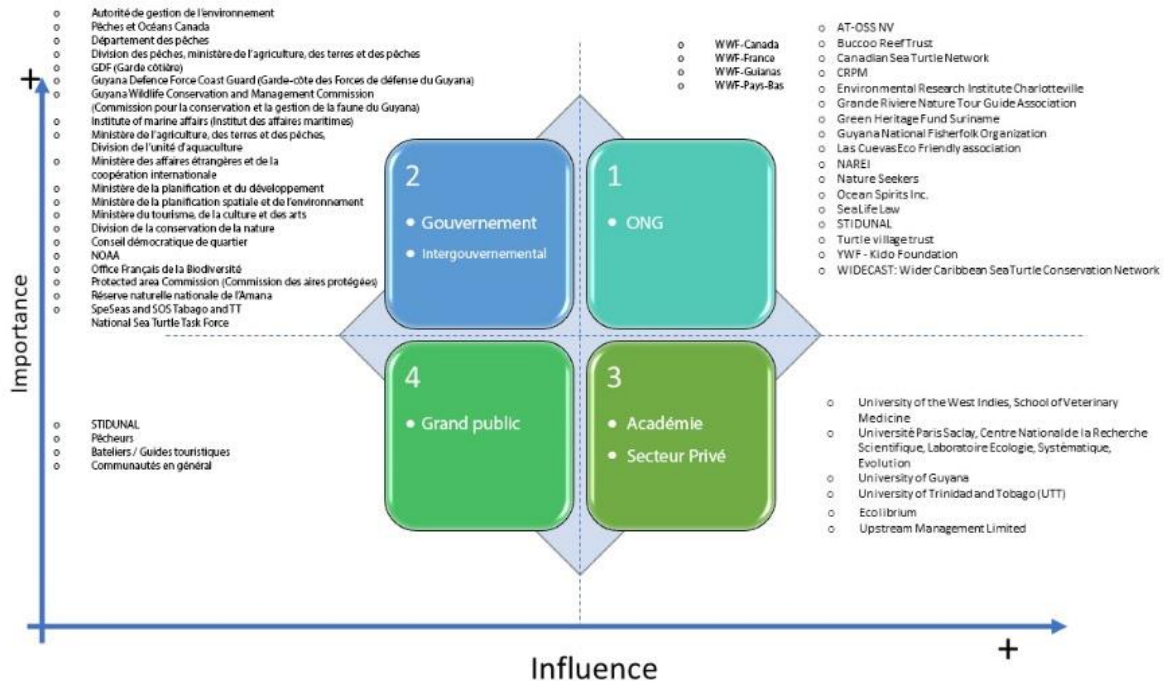 Autorité de gestion de l'environnement
Pêches et Océans Canada
Département des pêches
Division des pêches, ministère de l'agriculture, des terres et des pêches
GDF (Garde côtière)
Guyana Defence Force Coast Guard (Garde-côte des Forces de défense du Guyana)
Guyana Wildlife Conservation and Management Commission
(Commission pour la conservation et la gestion de la faune du Guyana)
Institute of marine affairs (Institut des affaires maritimes)
Ministère de l'agriculture, des terres et des pêches,
Division de l'unité d'aquaculture
Ministère des affaires étrangères et de la
coopération internationale
Ministère de la planification et du développement
Ministère de la planification spatiale et de l'environnement
Ministère du tourisme, de la culture et des arts
Division de la conservation de la nature
Conseil démocratique de quartier
NOAA
Office Français de la Biodiversité
Protected area Commission (Commission des aires protégées)
Réserve naturelle nationale de l'Amana
SpeSeas and SOS Tabago and TT
National Sea Turtle Task Force
WWF-Canada
WWF-France
WWF-Guianas
WWF-Pays-Bas
AT-OSS NV
Buccoo Reef Trust
Canadian Sea Turtle Network
CRPM
Environmental Research Institute Charlotteville
Grande Riviere Nature Tour Guide Association
Green Heritage Fund Suriname
Guyana National Fisherfolk Organization
Las Cuevas Eco Friendly association
NAREI
Nature Seekers
Ocean Spirits Inc.
SeaLife Law
STIDUNAL
Turtle village trust
YWF - Kido Foundation
WIDECAST: Wider Caribbean Sea Turtle Conservation Network
2
• Gouvernement
• Intergouvernemental
1
• ONG
4
• Grand public
3
• Académie
• Secteur Privé
STIDUNAL
Pêcheurs
Bateliers / Guides touristiques
Communautés en général
University of the West Indies, School of Veterinary
Medicine
Université Paris Saclay, Centre National de la Recherche
Scientifique, Laboratoire Ecologie, Systématique,
Evolution
University of Guyana
University of Trinidad and Tobago (UTT)
Ecolibrium
Upstream Management Limited
+
Importance
Influence
+